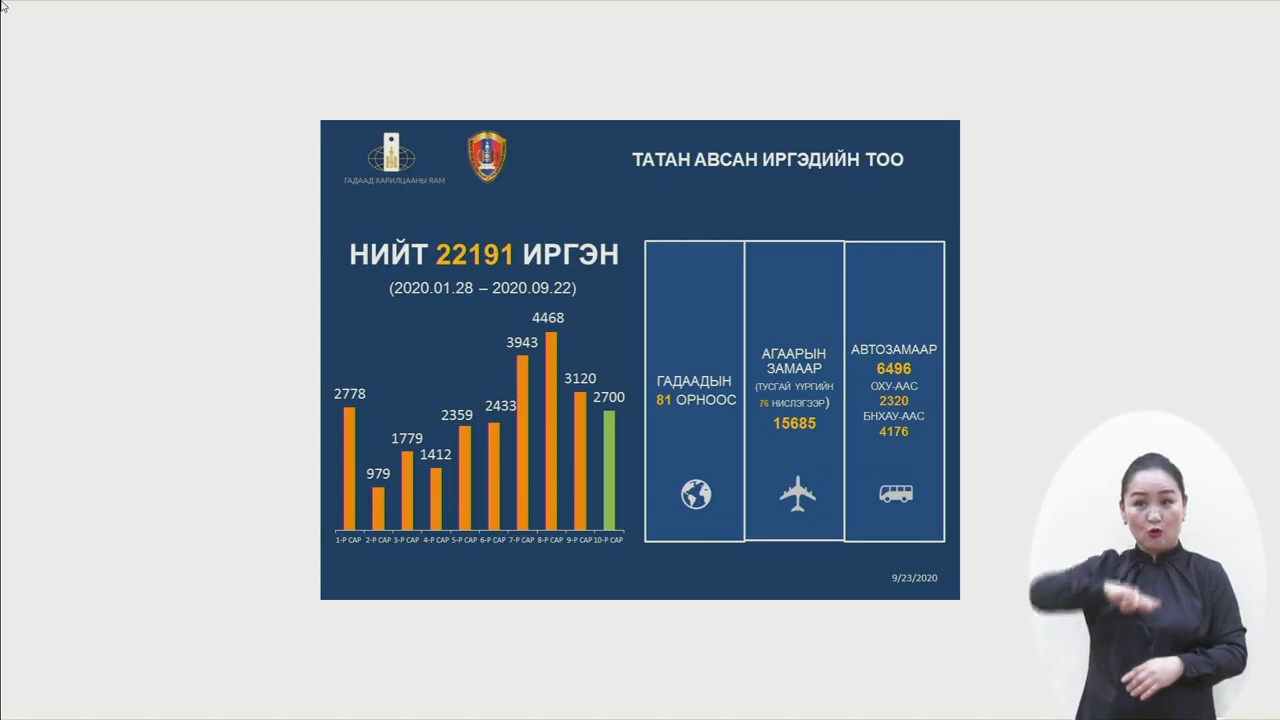 ГАДААД ХАРИЛЦААНЫ ЯАМ
ТАТАН АВСАН ИРГЭДИЙН ТОО
НИЙТ 22191 ИРГЭН
(2020.01.28 – 2020.09.22)
2778
979
1779
1412
2359
2433
3943
4468
3120
2700
1-Р САР
2-Р САР
3-Р САР
4-Р САР
5-Р САР
6-Р САР
7-Р САР
8-Р САР
9-Р САР
10-Р САР
ГАДААДЫН
81 ОРНООС
АГААРЫН
ЗАМААР
(ТУСГАЙ ҮҮРГИЙН
76 НИСЛЭГЭЭР)
15685
АВТОЗАМААР
6496
ОХУ-ААС
2320
БНХАУ-ААС
4176
9/23/2020